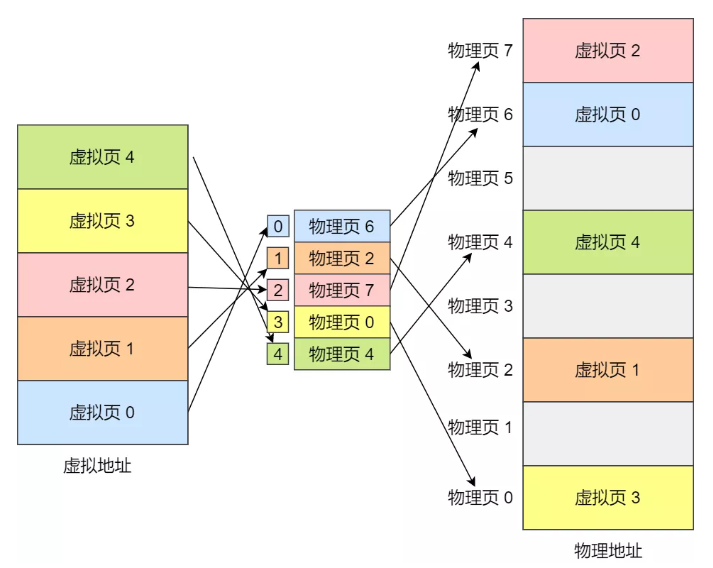 虚拟页 4
虚拟页 3
虚拟页 2
虚拟页 1
虚拟页 0
虚拟地址
0 物理页 6
1 物理页 2
2 物理页 7
3 物理页 0
4 物理页 4
物理页 7 虚拟页 2
物理页 6 虚拟页 0
物理页 5
物理页 4 虚拟页 4
物理页 3
物理页 2 虚拟页 1
物理页 1
物理页 0 虚拟页 3
物理地址